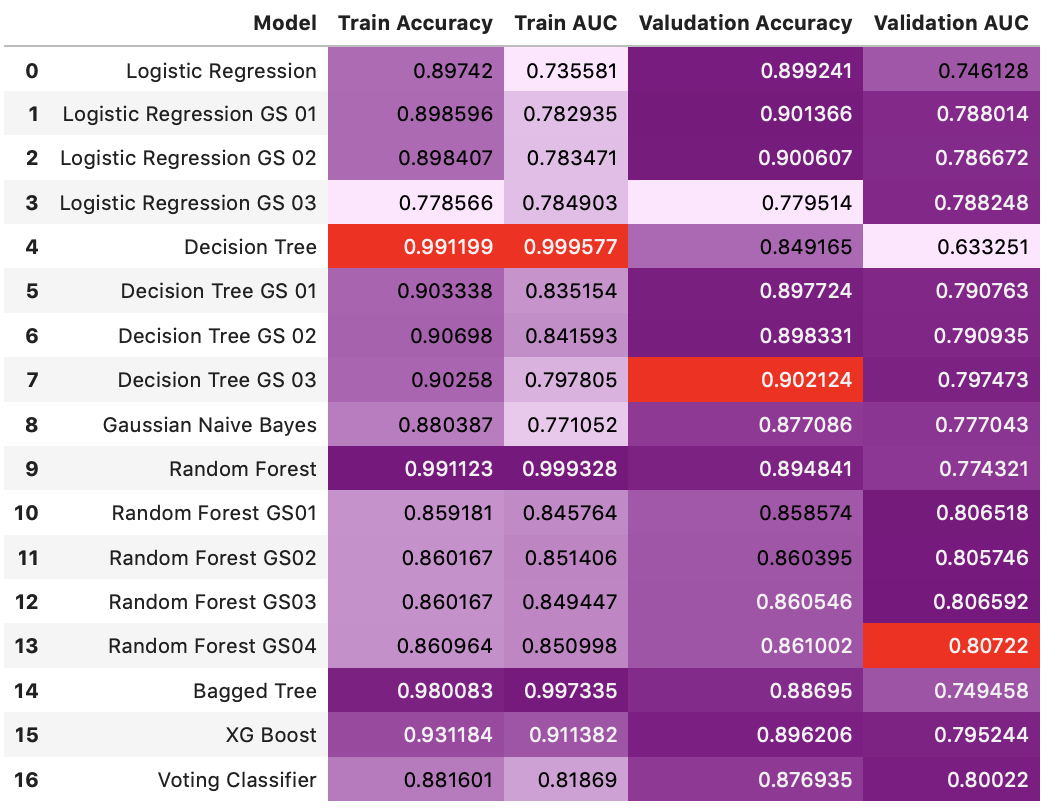 Model Train Accuracy Train AUC Valudation Accuracy Validation AUC
0 Logistic Regression 0.89742 0.735581 0.899241 0.746128
1 Logistic Regression GS 01 0.898596 0.782935 0.901366 0.788014
2 Logistic Regression GS 02 0.898407 0.783471 0.900607 0.786672
3 Logistic Regression GS 03 0.778566 0.784903 0.779514 0.788248
4 Decision Tree 0.991199 0.999577 0.849165 0.633251
5 Decision Tree GS 01 0.903338 0.835154 0.897724 0.790763
6 Decision Tree GS 02 0.90698 0.841593 0.898331 0.790935
7 Decision Tree GS 03 0.90258 0.797805 0.902124 0.797473
8 Gaussian Naive Bayes 0.880387 0.771052 0.877086 0.777043
9 Random Forest 0.991123 0.999328 0.894841 0.774321
10 Random Forest GS01 0.859181 0.845764 0.858574 0.806518
11 Random Forest GS02 0.860167 0.851406 0.860395 0.805746
12 Random Forest GS03 0.860167 0.849447 0.860546 0.806592
13 Random Forest GS04 0.860964 0.850998 0.861002 0.80722
14 Bagged Tree 0.980083 0.997335 0.88695 0.749458
15 XG Boost 0.931184 0.911382 0.896206 0.795244
16 Voting Classifier 0.881601 0.81869 0.876935 0.80022